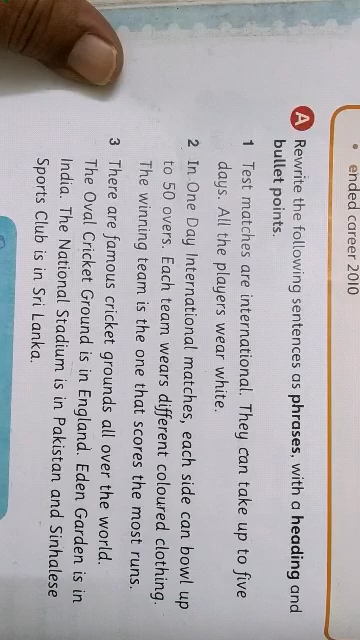 • ended career 2010
A Rewrite the following sentences as phrases, with a heading and
bullet points.
1 Test matches are international. They can take up to five
days. All the players wear white.
2 In One Day International matches, each side can bowl up
to 50 overs. Each team wears different coloured clothing.
The winning team is the one that scores the most runs.
3 There are famous cricket grounds all over the world.
The Oval Cricket Ground is in England. Eden Garden is in
India. The National Stadium is in Pakistan and Sinhalese
Sports Club is in Sri Lanka.